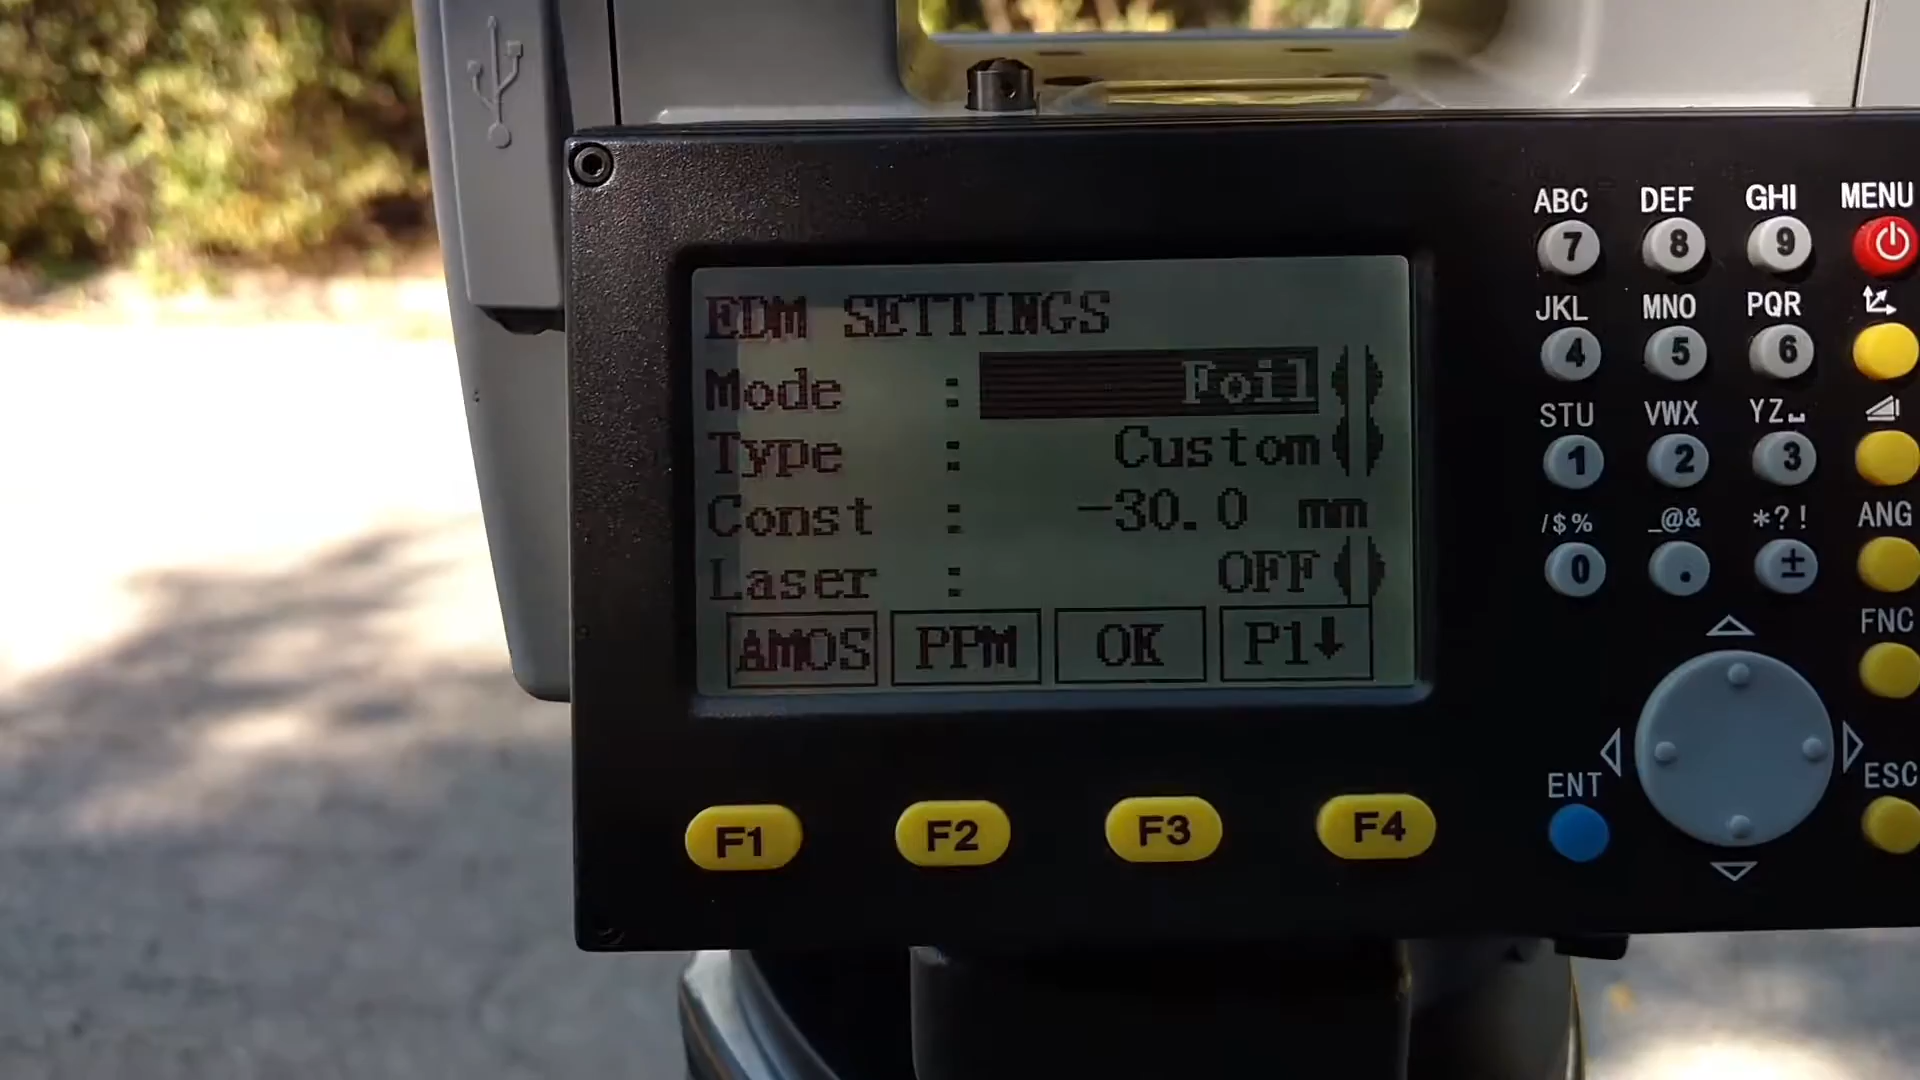 EDM SETTINGS
Mode : Foil
Type : Custom
Const : -30.0 mm
Laser : OFF
AMOS PPM OK P1↓
F1 F2 F3 F4
ABC DEF GHI MENU
7 8 9
JKL MNO PQR
4 5 6
STU VWX YZ␣
1 2 3
/$% _@& *?! ANG
0 . ±
FNC
ENT ESC